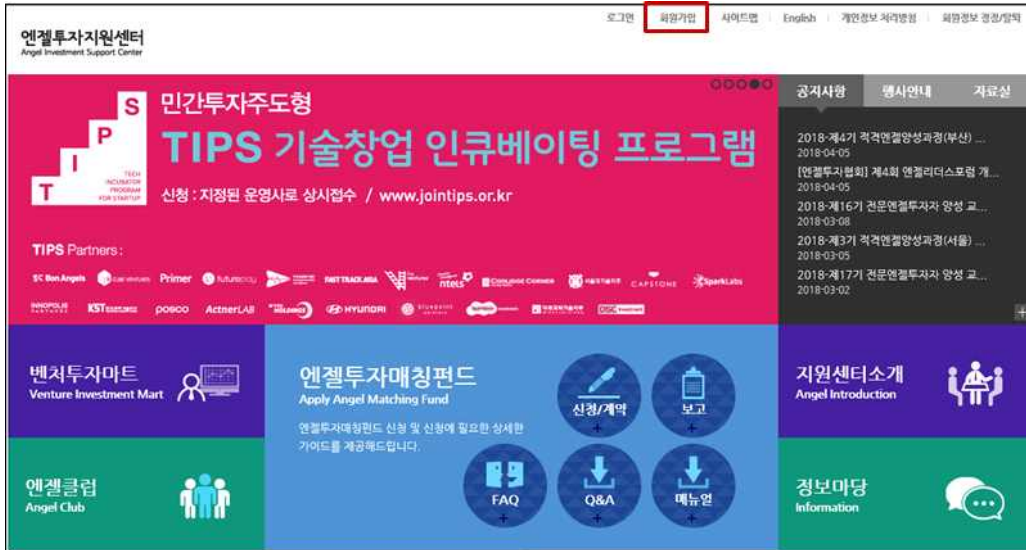 로그인 회원가입 사이트맵 English 개인정보 처리방침 회원정보 변경/탈퇴
엔젤투자지원센터
Angel Investment Support Center
S
P
I
T
TECH
INCUBATOR
PROGRAM
FOR STARTUP
민간투자주도형
TIPS 기술창업 인큐베이팅 프로그램
신청 : 지정된 운영사로 상시접수 / www.jointips.or.kr
TIPS Partners :
Bon Angels Primer FAST TRACK ASIA CAPSTONE SparkLabs
KST posco ActnerLAB HOLDINGS HYUNDRI
공지사항 행사안내 자료실
2018-제4기 적격엔젤양성과정(부산) ...
2018-04-05
[엔젤투자협회] 제4회 엔젤리더스포럼 개...
2018-04-05
2018-제16기 전문엔젤투자자 양성 교...
2018-03-08
2018-제3기 적격엔젤양성과정(서울) ...
2018-03-05
2018-제17기 전문엔젤투자자 양성 교...
2018-03-02
벤처투자마트
Venture Investment Mart
엔젤투자매칭펀드
Apply Angel Matching Fund
엔젤투자매칭펀드 신청 및 신청에 필요한 상세한
가이드를 제공해드립니다.
신청/계약
보고
FAQ
Q&A
매뉴얼
지원센터소개
Angel Introduction
엔젤클럽
Angel Club
정보마당
Information